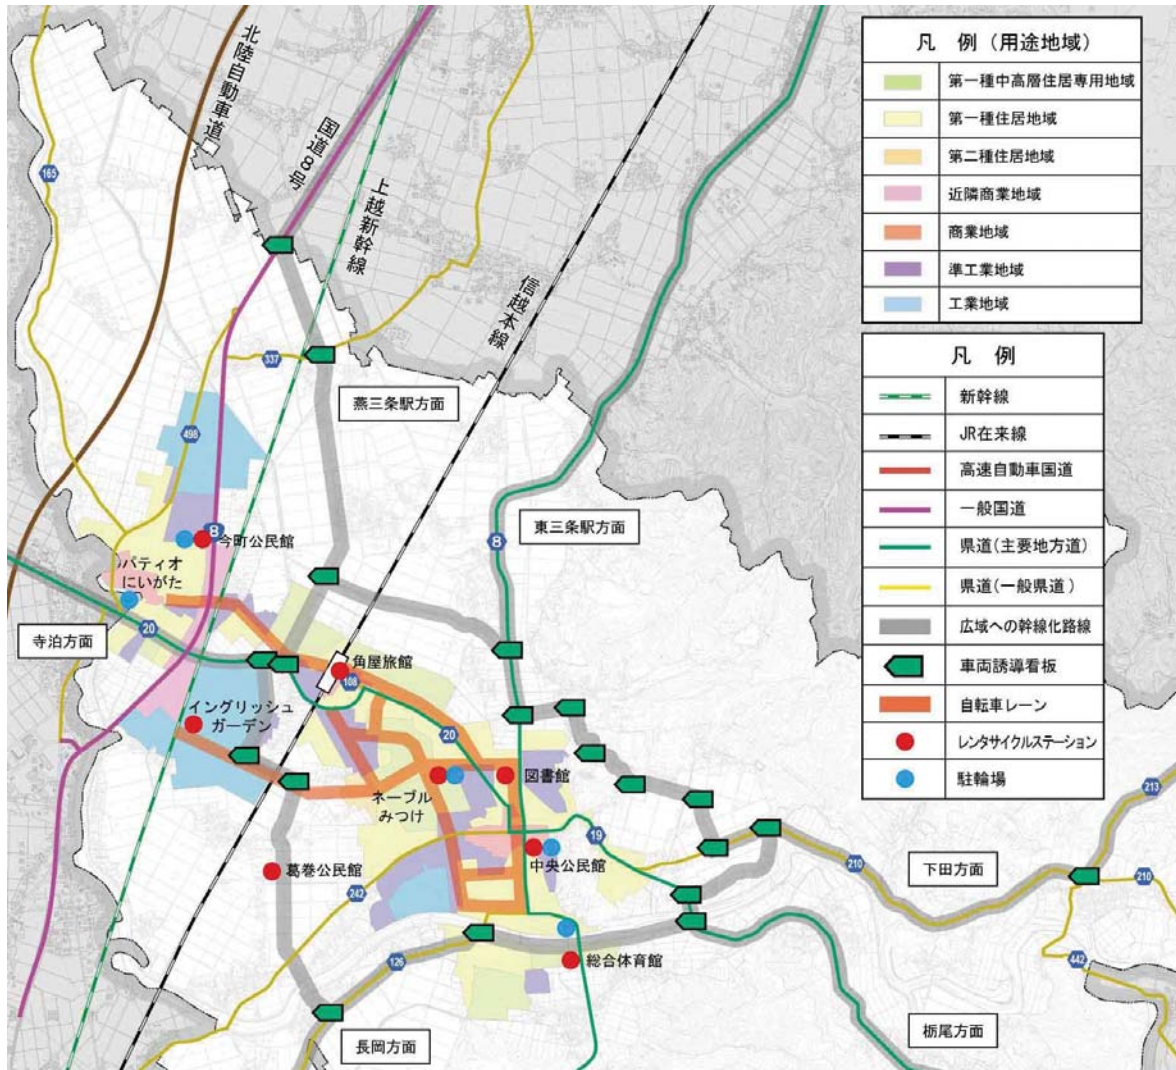 北陸自動車道
国道8号
上越新幹線
信越本線
凡 例 (用途地域)
第一種中高層住居専用地域
第一種住居地域
第二種住居地域
近隣商業地域
商業地域
準工業地域
工業地域
凡 例
新幹線
JR在来線
高速自動車国道
一般国道
県道(主要地方道)
県道(一般県道)
広域への幹線化路線
車両誘導看板
自転車レーン
レンタサイクルステーション
駐輪場
165
337
498
燕三条駅方面
東三条駅方面
8
8
今町公民館
パティオ
にいがた
寺泊方面
20
角屋旅館
108
イングリッシュ
ガーデン
20
図書館
ネーブル
みつけ
19
中央公民館
葛巻公民館
242
210
213
下田方面
210
126
総合体育館
442
長岡方面
栃尾方面